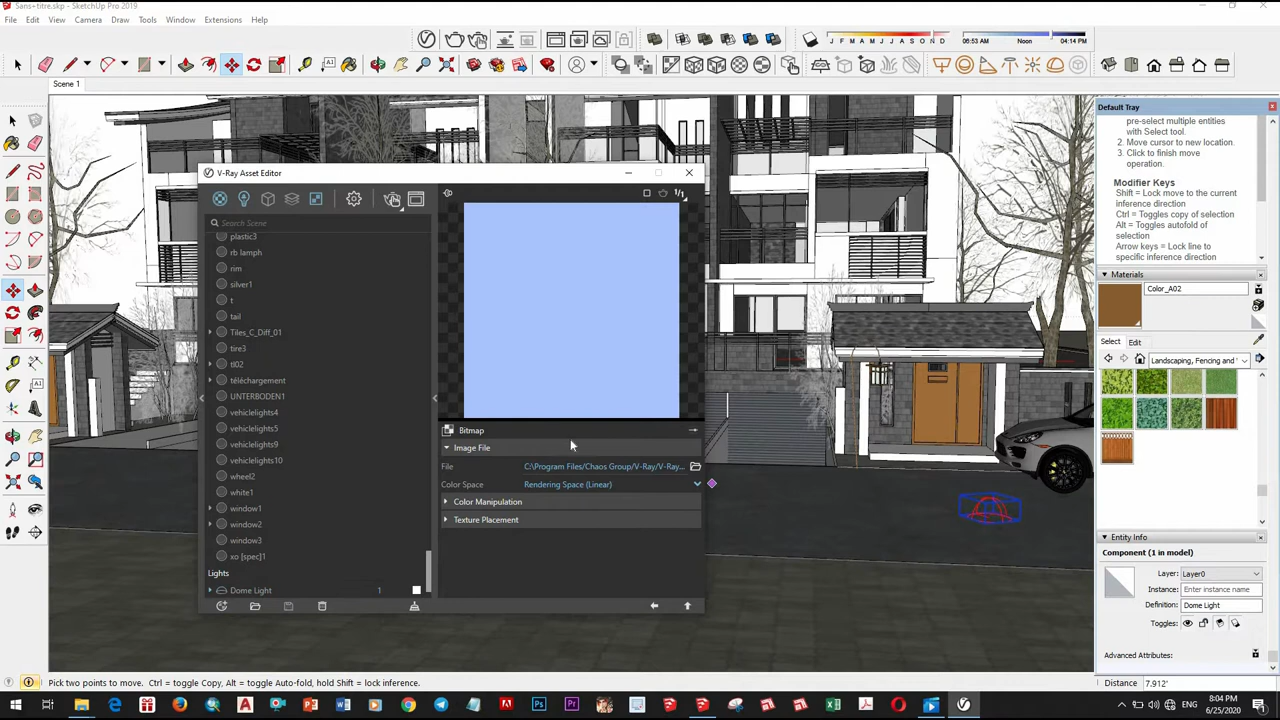 Sans+titre.skp - SketchUp Pro 2019
File Edit View Camera Draw Tools Window Extensions Help
J F M A M J J A S O N D
06:53 AM Noon 04:14 PM
Scene 1
V-Ray Asset Editor
Search Scene
1/1
plastic3
rb lamph
rim
silver1
t
tail
Tiles_C_Diff_01
tire3
tl02
téléchargement
UNTERBODEN1
vehiclelights4
vehiclelights5
vehiclelights9
vehiclelights10
wheel2
white1
window1
window2
window3
xo [spec]1
Lights
Dome Light 1
Bitmap
Image File
File C:\Program Files/Chaos Group/V-Ray/V-Ray...
Color Space Rendering Space (Linear)
Color Manipulation
Texture Placement
Default Tray
pre-select multiple entities
with Select tool.
2. Move cursor to new location.
3. Click to finish move
operation.
Modifier Keys
Shift = Lock move to the current
inference direction
Ctrl = Toggles copy of selection
Alt = Toggles autofold of
selection
Arrow keys = Lock line to
specific inference direction
Materials
Color_A02
Select Edit
Landscaping, Fencing and
Entity Info
Component (1 in model)
Layer: Layer0
Instance: Enter instance name
Definition: Dome Light
Toggles:
Advanced Attributes:
Pick two points to move. Ctrl = toggle Copy, Alt = toggle Auto-fold, hold Shift = lock inference.
Distance 7.912'
ENG
8:04 PM
6/25/2020